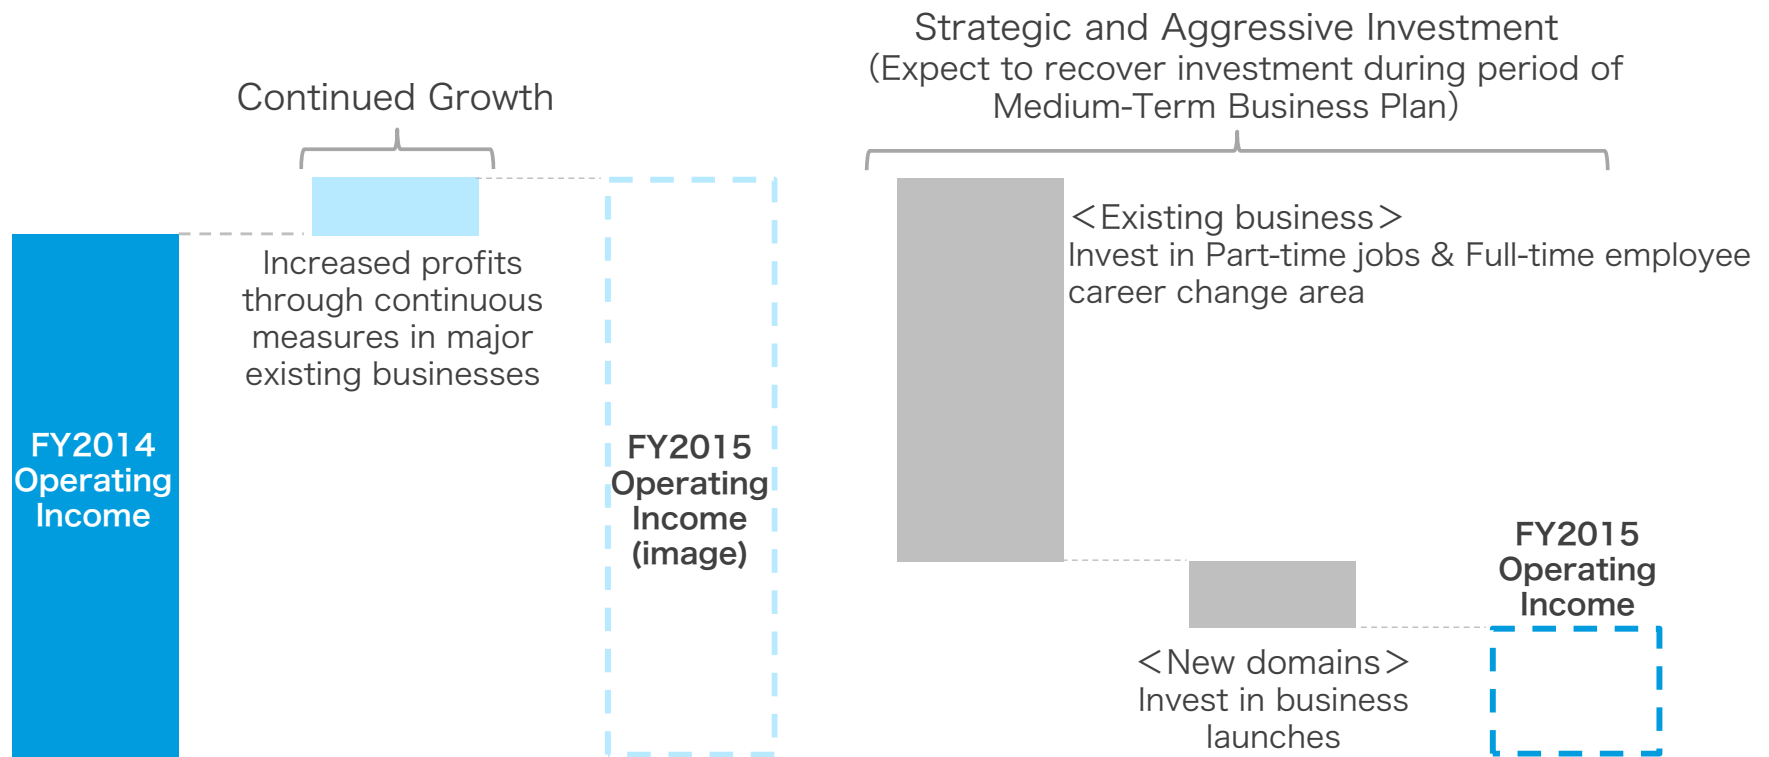 Continued Growth
Strategic and Aggressive Investment
（Expect to recover investment during period of
Medium-Term Business Plan）
FY2014
Operating
Income
Increased profits
through continuous
measures in major
existing businesses
FY2015
Operating
Income
(image)
＜Existing business＞
Invest in Part-time jobs & Full-time employee
career change area
＜New domains＞
Invest in business
launches
FY2015
Operating
Income